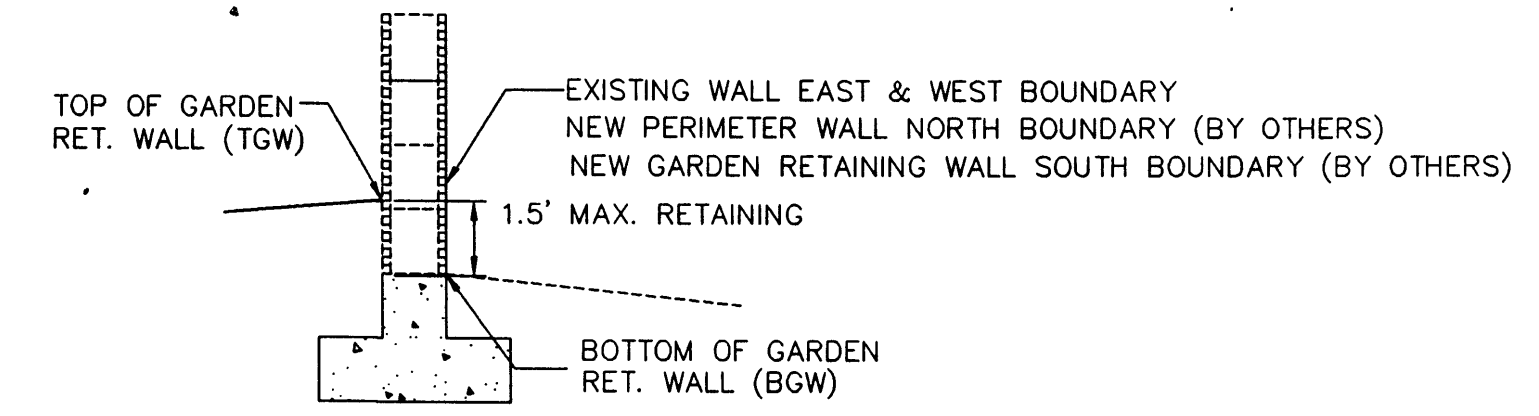 TOP OF GARDEN
RET. WALL (TGW)
EXISTING WALL EAST & WEST BOUNDARY
NEW PERIMETER WALL NORTH BOUNDARY (BY OTHERS)
NEW GARDEN RETAINING WALL SOUTH BOUNDARY (BY OTHERS)
1.5' MAX. RETAINING
BOTTOM OF GARDEN
RET. WALL (BGW)